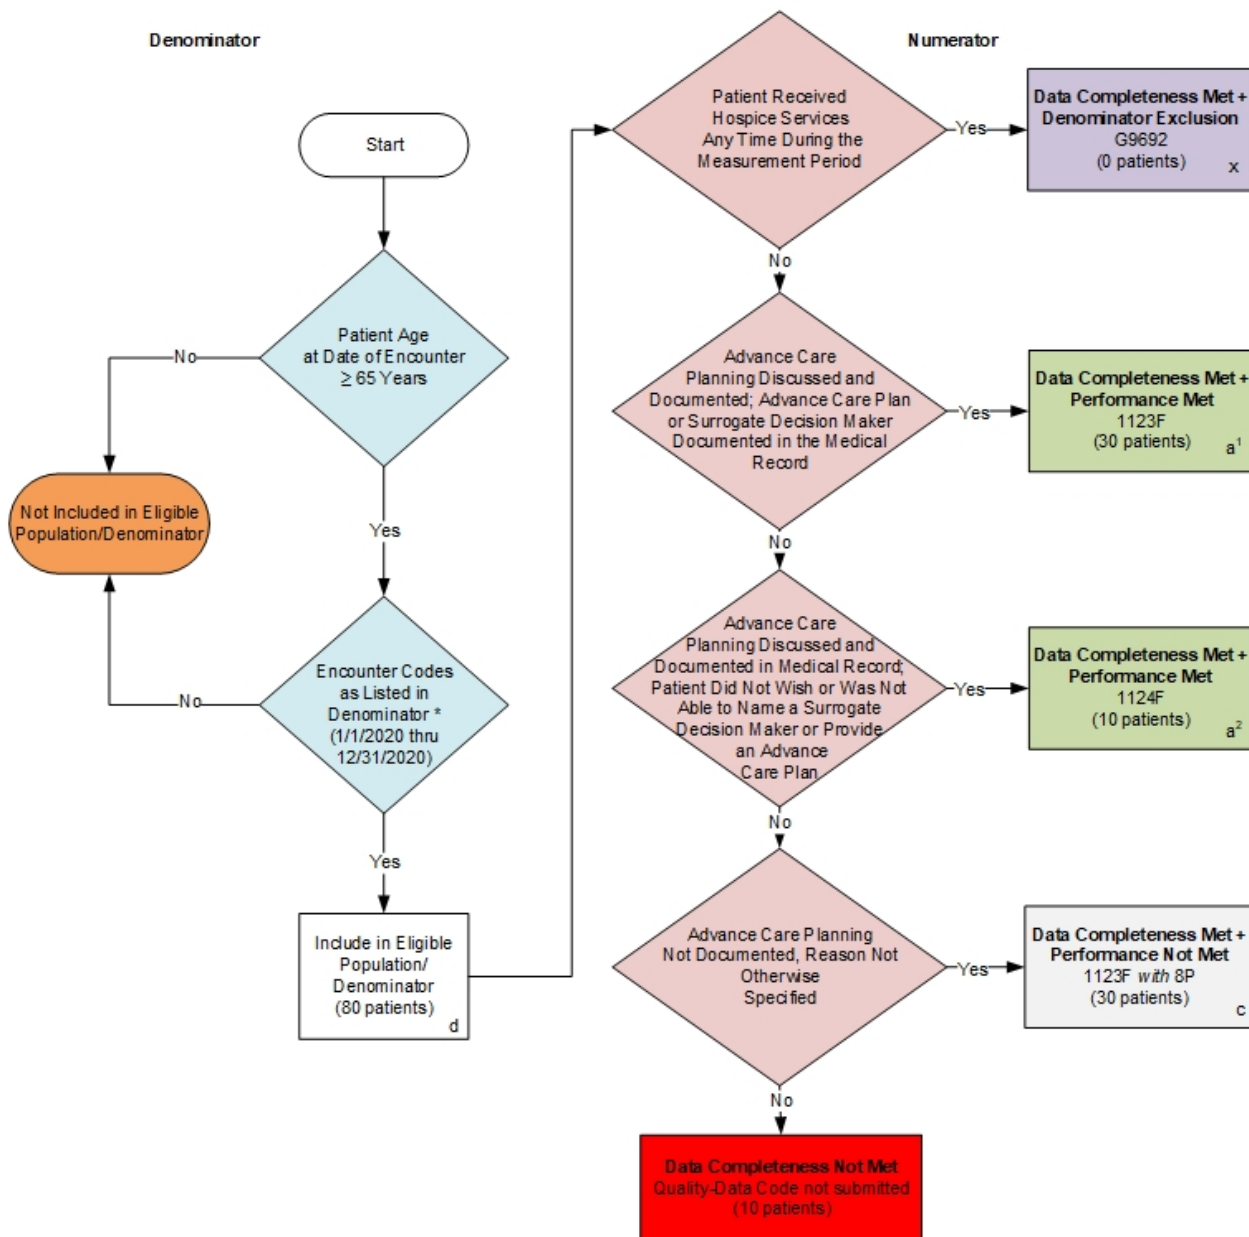 Denominator
Numerator
Start
Patient Age
at Date of Encounter
≥ 65 Years
No
Yes
Not Included in Eligible
Population/Denominator
Encounter Codes
as Listed in
Denominator *
(1/1/2020 thru
12/31/2020)
No
Yes
Include in Eligible
Population/
Denominator
(80 patients)
d
Patient Received
Hospice Services
Any Time During the
Measurement Period
Yes
Data Completeness Met +
Denominator Exclusion
G9692
(0 patients)
x
No
Advance Care
Planning Discussed and
Documented; Advance Care Plan
or Surrogate Decision Maker
Documented in the Medical
Record
Yes
Data Completeness Met +
Performance Met
1123F
(30 patients)
a¹
No
Advance Care
Planning Discussed and
Documented in Medical Record;
Patient Did Not Wish or Was Not
Able to Name a Surrogate
Decision Maker or Provide
an Advance
Care Plan
Yes
Data Completeness Met +
Performance Met
1124F
(10 patients)
a²
No
Advance Care Planning
Not Documented, Reason Not
Otherwise
Specified
Yes
Data Completeness Met +
Performance Not Met
1123F with 8P
(30 patients)
c
No
Data Completeness Not Met
Quality-Data Code not submitted
(10 patients)